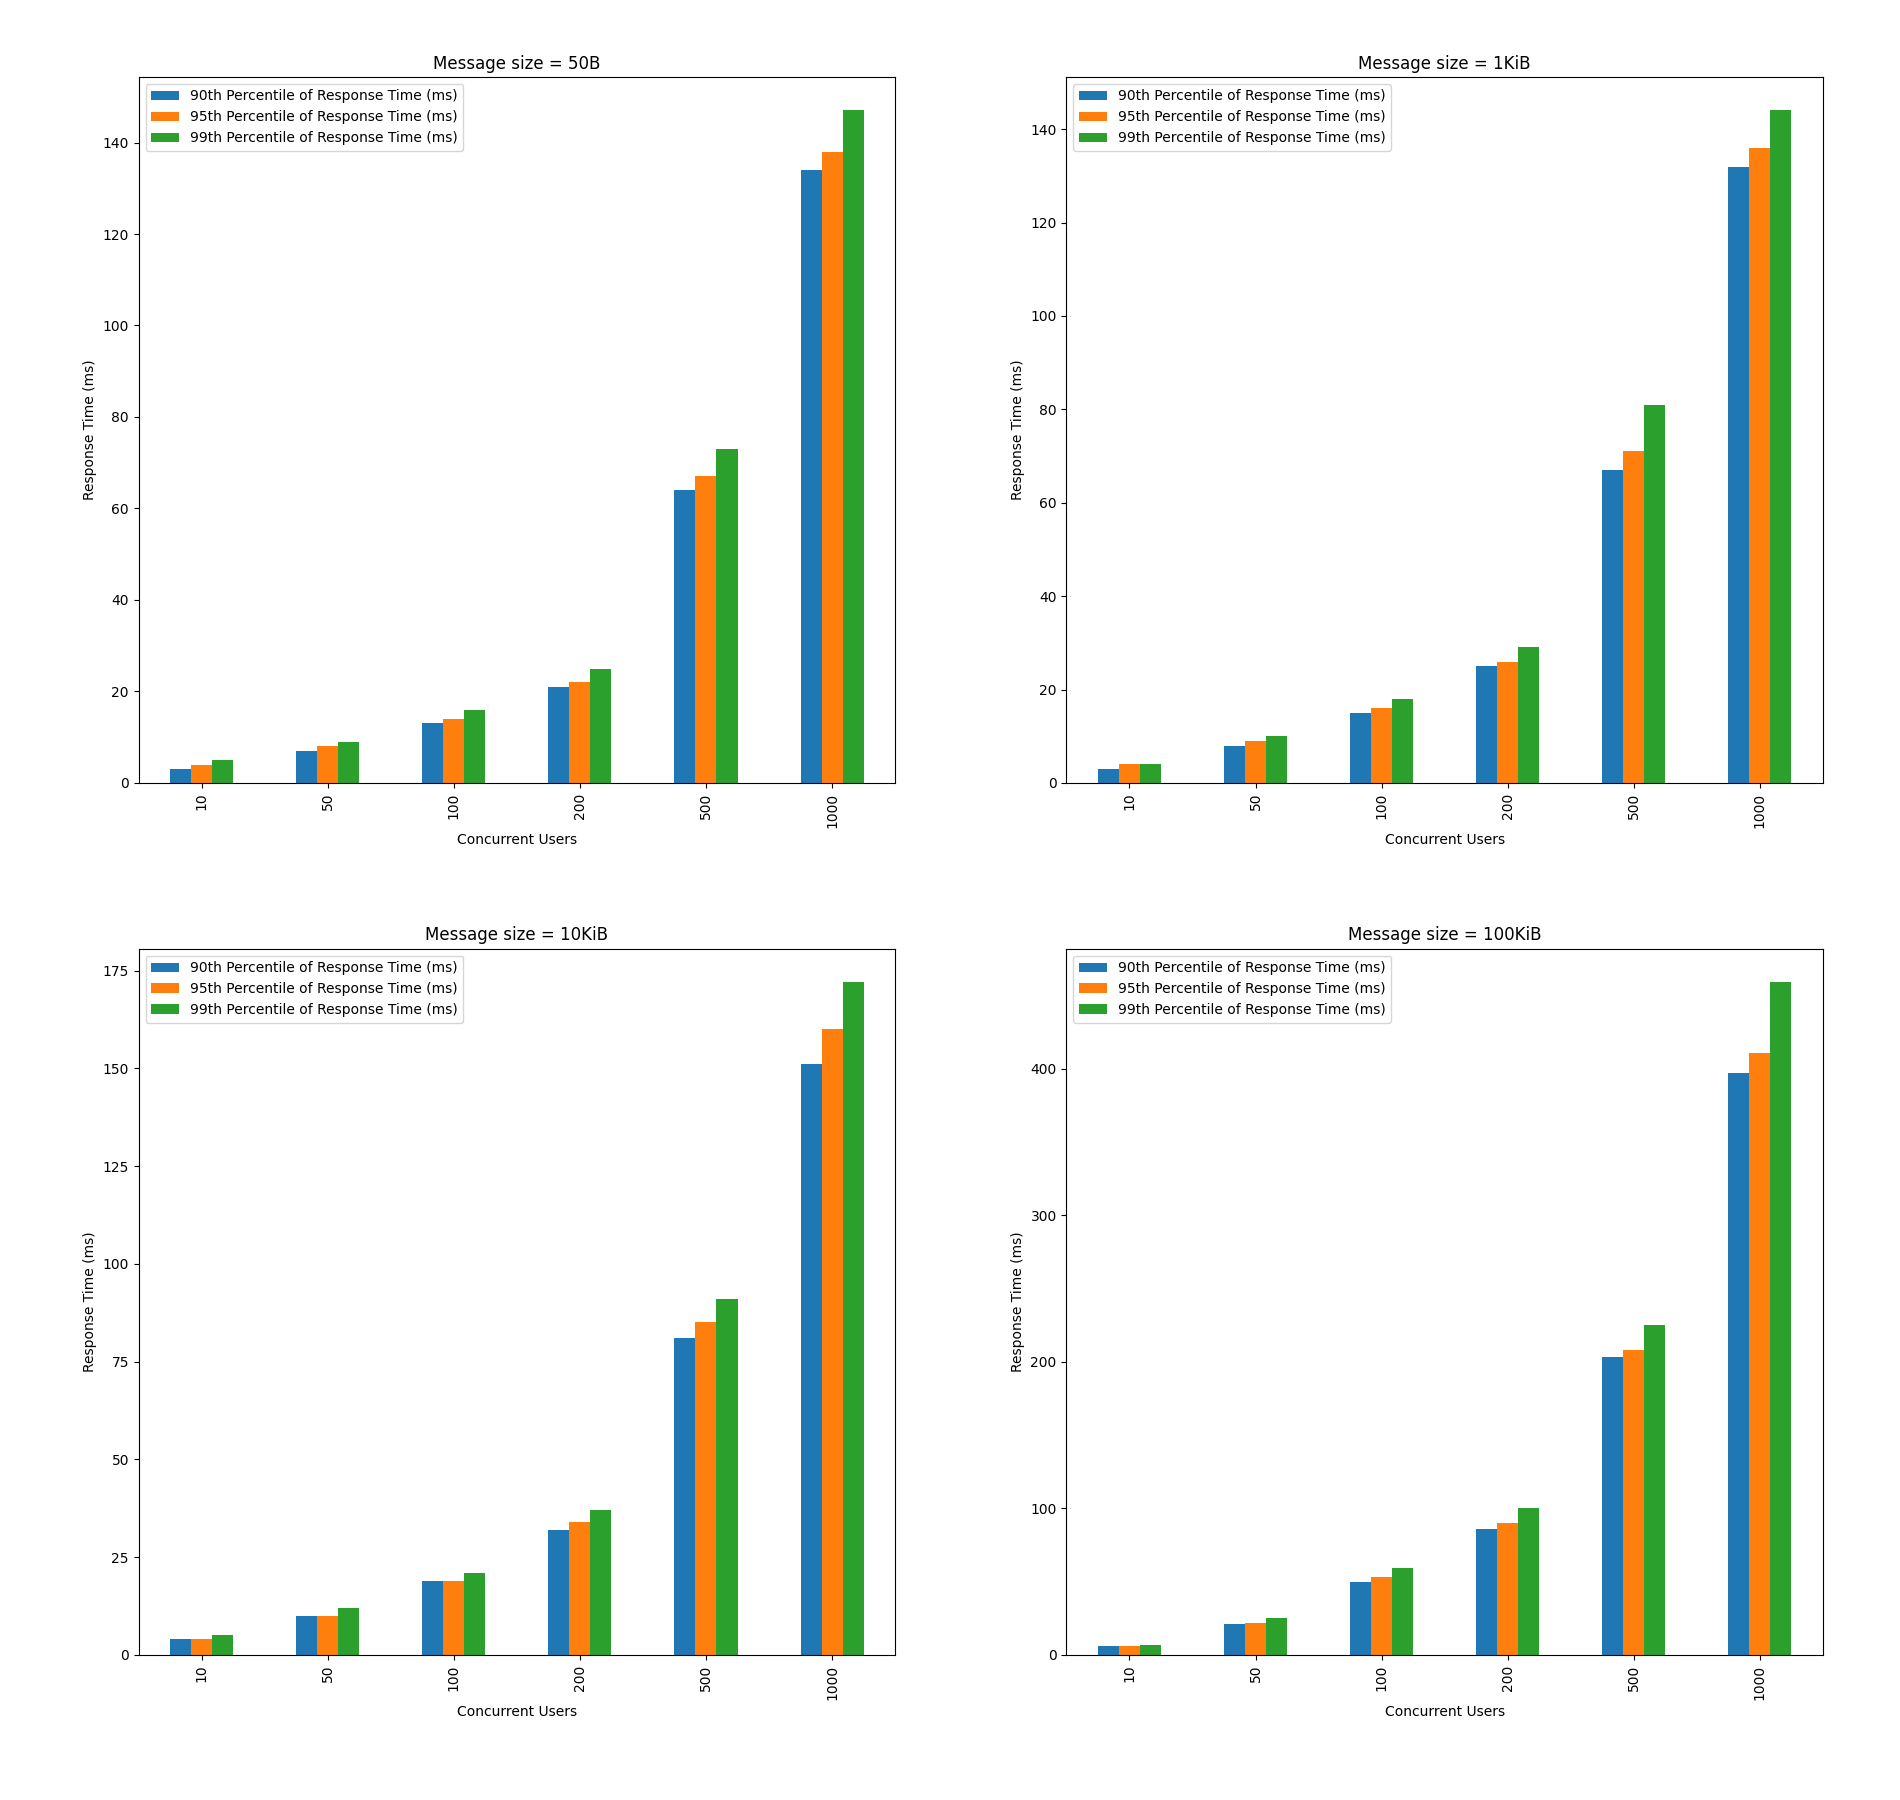 Message size = 50B
90th Percentile of Response Time (ms)
95th Percentile of Response Time (ms)
99th Percentile of Response Time (ms)
Response Time (ms)
140
120
100
80
60
40
20
0
10 50 100 200 500 1000
Concurrent Users
Message size = 1KiB
90th Percentile of Response Time (ms)
95th Percentile of Response Time (ms)
99th Percentile of Response Time (ms)
Response Time (ms)
140
120
100
80
60
40
20
0
10 50 100 200 500 1000
Concurrent Users
Message size = 10KiB
90th Percentile of Response Time (ms)
95th Percentile of Response Time (ms)
99th Percentile of Response Time (ms)
Response Time (ms)
175
150
125
100
75
50
25
0
10 50 100 200 500 1000
Concurrent Users
Message size = 100KiB
90th Percentile of Response Time (ms)
95th Percentile of Response Time (ms)
99th Percentile of Response Time (ms)
Response Time (ms)
400
300
200
100
0
10 50 100 200 500 1000
Concurrent Users